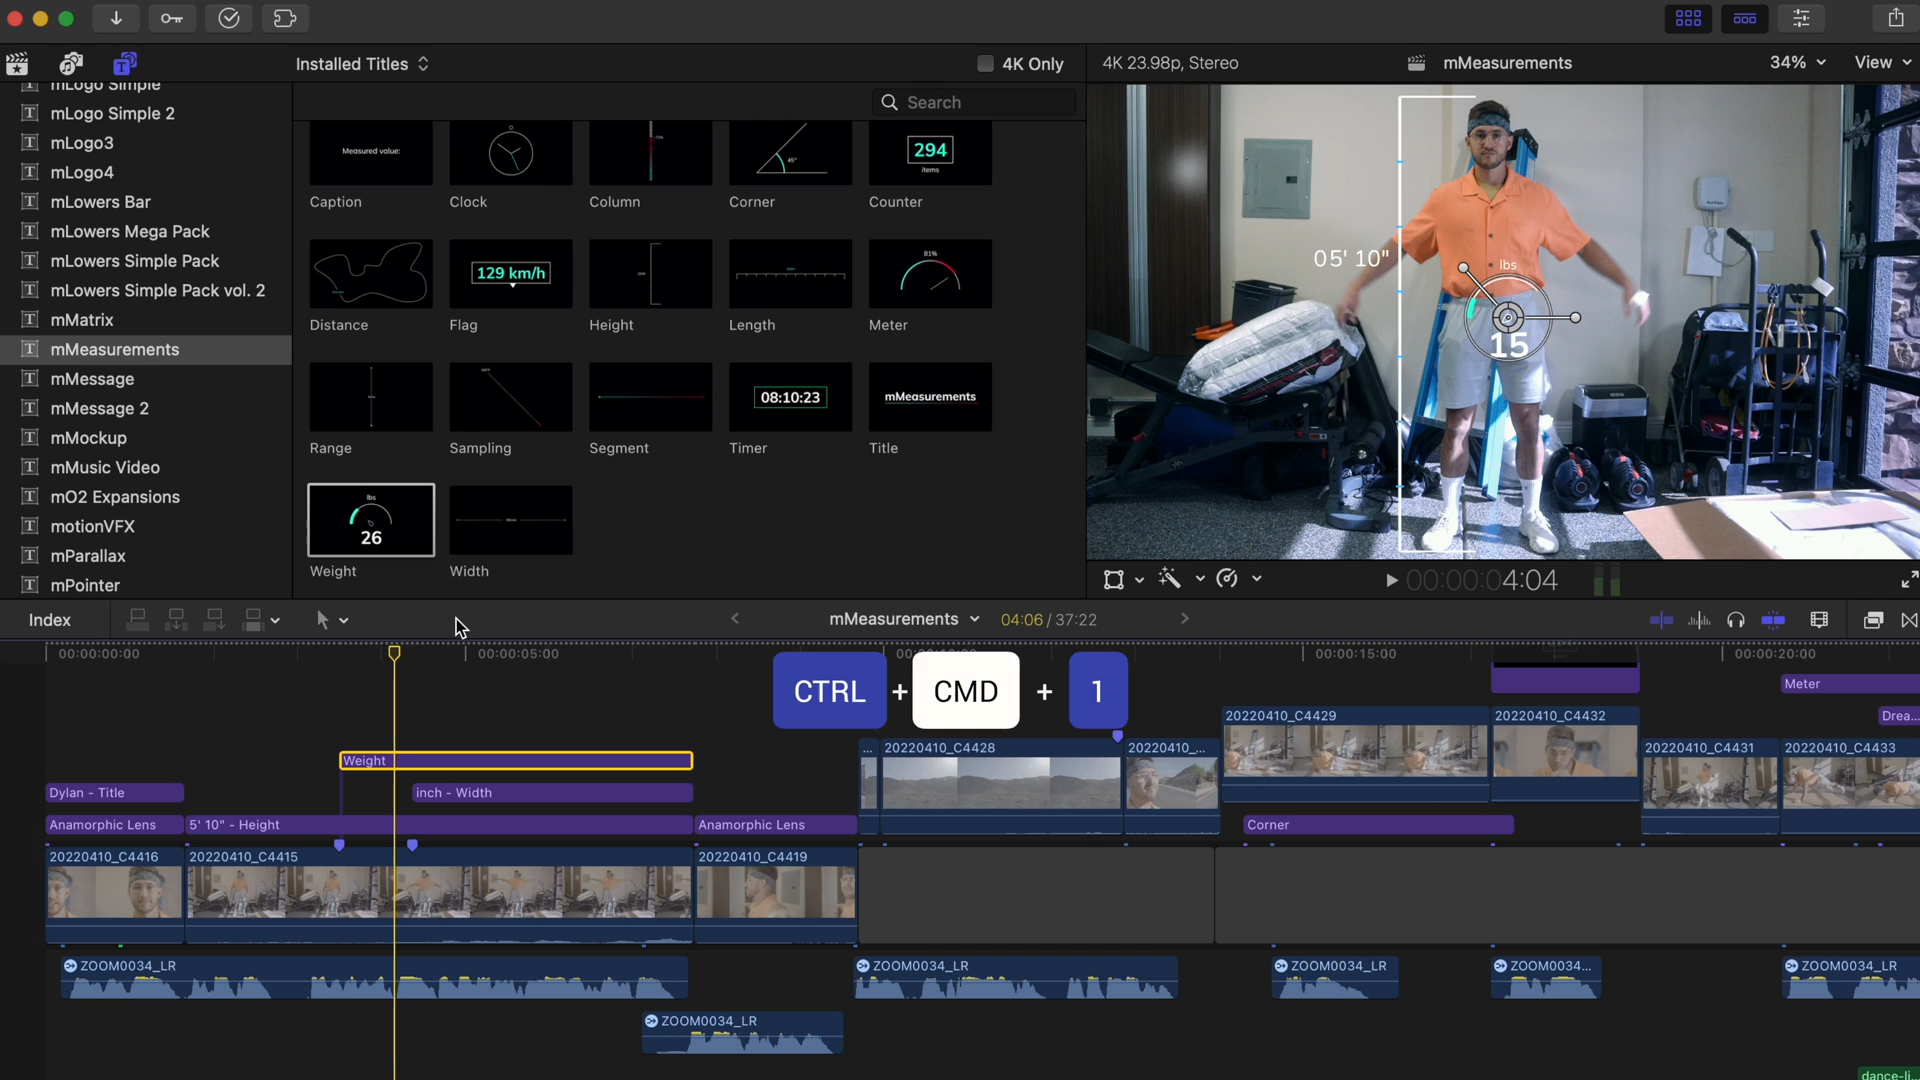 Installed Titles
4K Only
4K 23.98p, Stereo
mMeasurements
34%
View
mLogo Simple
mLogo Simple 2
mLogo3
mLogo4
mLowers Bar
mLowers Mega Pack
mLowers Simple Pack
mLowers Simple Pack vol. 2
mMatrix
mMeasurements
mMessage
mMessage 2
mMockup
mMusic Video
mO2 Expansions
motionVFX
mParallax
mPointer
Search
Measured value:
45°
294
items
Caption
Clock
Column
Corner
Counter
129 km/h
81%
Distance
Flag
Height
Length
Meter
08:10:23
mMeasurements
Range
Sampling
Segment
Timer
Title
lbs
26
Weight
Width
05' 10"
lbs
15
00:00:04:04
Index
mMeasurements
04:06 / 37:22
00:00:00:00
00:00:05:00
00:00:15:00
00:00:20:00
CTRL + CMD + 1
Meter
20220410_C4429
20220410_C4432
Drea...
... 20220410_C4428
20220410_...
20220410_C4431
20220410_C4433
Weight
Dylan - Title
inch - Width
Anamorphic Lens
5' 10" - Height
Anamorphic Lens
Corner
20220410_C4416
20220410_C4415
20220410_C4419
ZOOM0034_LR
ZOOM0034_LR
ZOOM0034_LR
ZOOM0034...
ZOOM0034_LR
ZOOM0034_LR
dance-li...